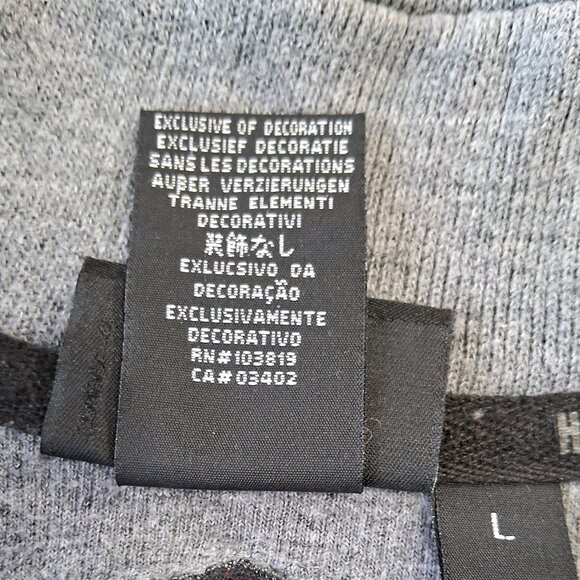 EXCLUSIVE OF DECORATION
EXCLUSIEF DECORATIE
SANS LES DECORATIONS
AUßER VERZIERUNGEN
TRANNE ELEMENTI
DECORATIVI
装飾なし
EXLUCSIVO DA
DECORAÇÃO
EXCLUSIVAMENTE
DECORATIVO
RN#103819
CA#03402
H
L